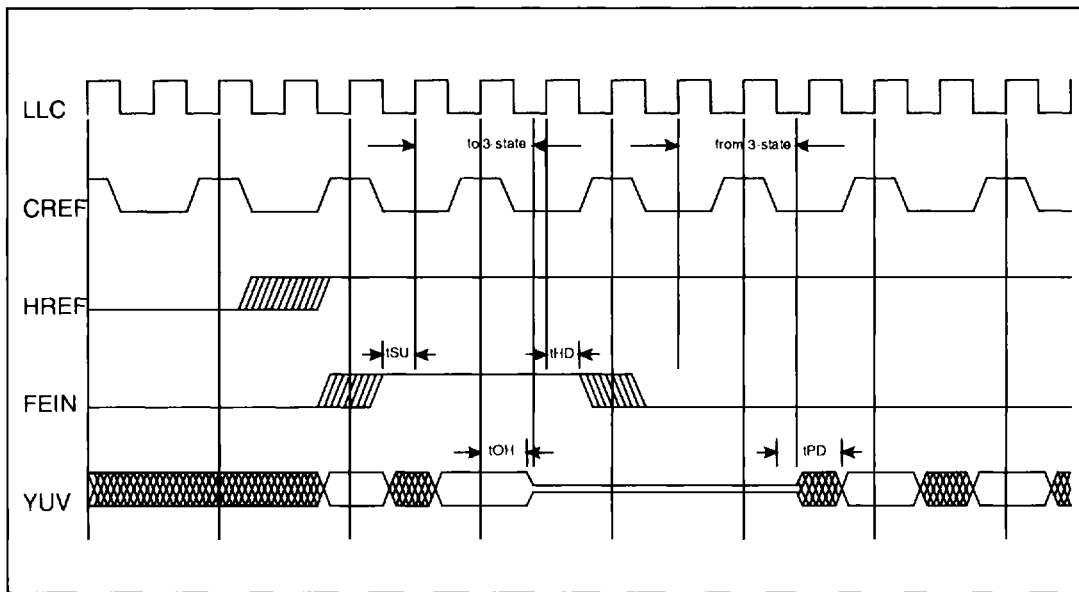 LLC
to 3-state
from 3-state
CREF
HREF
tSU
tHD
FEIN
tOH
tPD
YUV